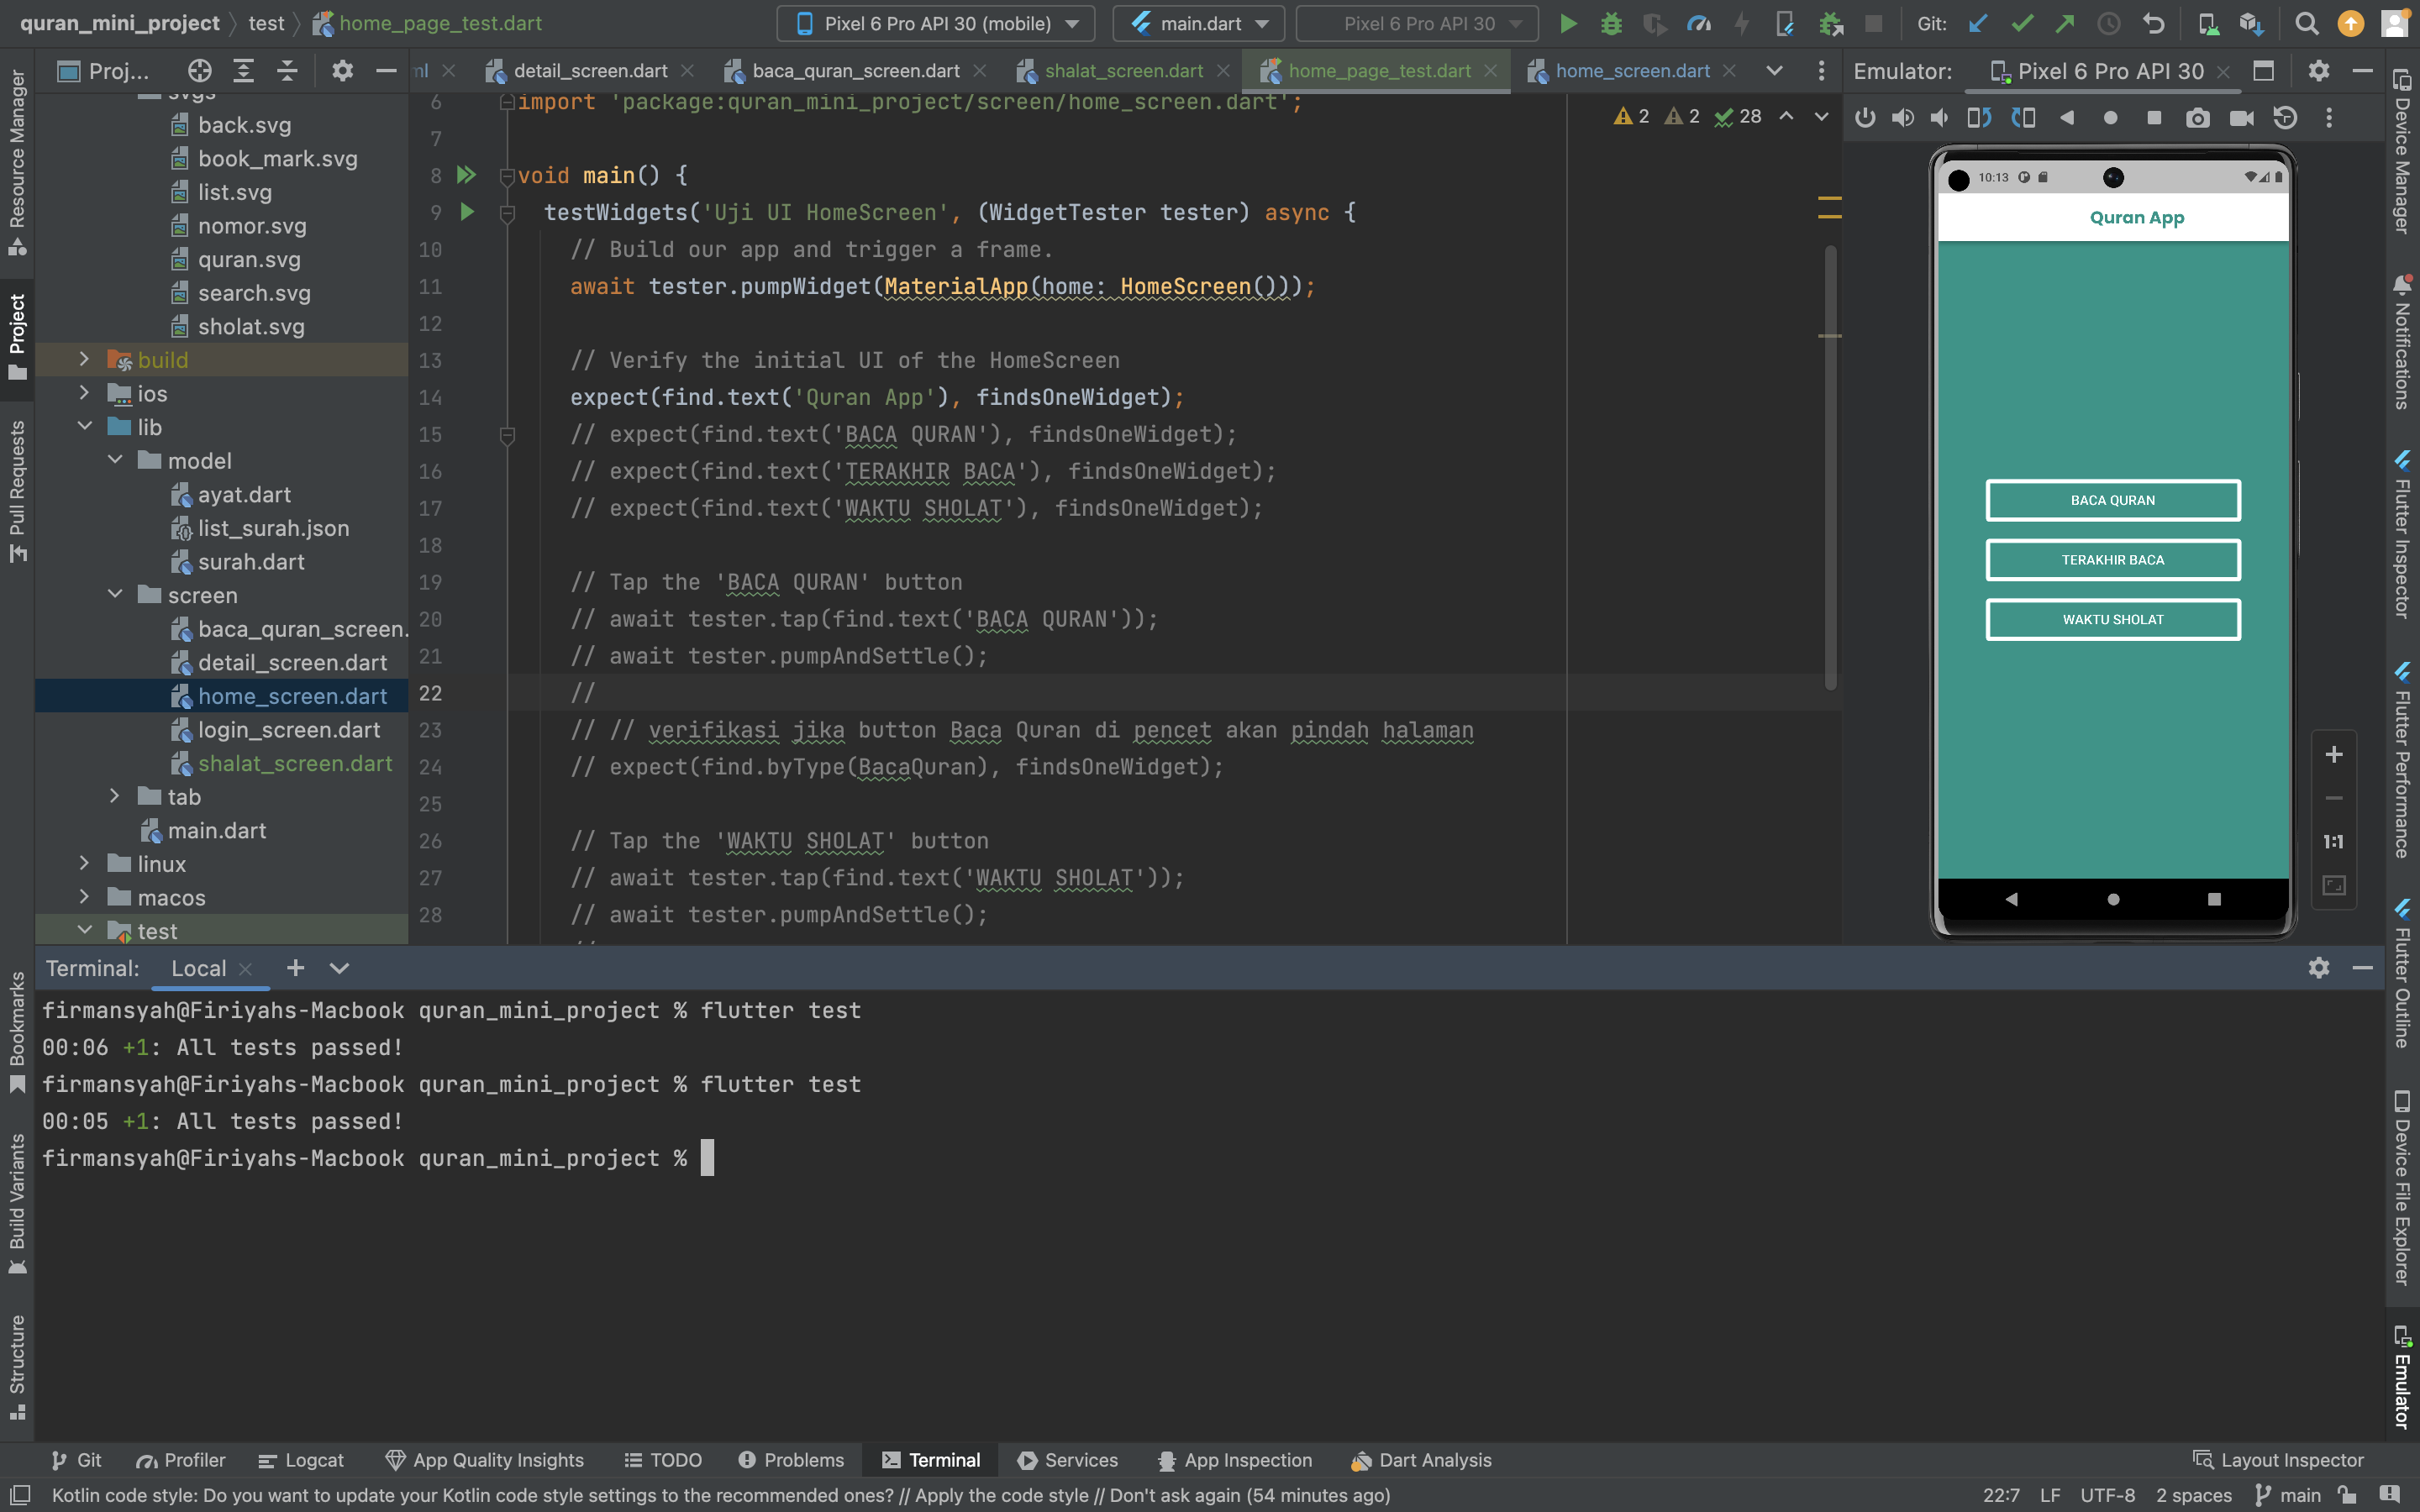 quran_mini_project test home_page_test.dart
Pixel 6 Pro API 30 (mobile) main.dart Pixel 6 Pro API 30 Git:
Proj...
ml detail_screen.dart baca_quran_screen.dart shalat_screen.dart home_page_test.dart home_screen.dart
Emulator: Pixel 6 Pro API 30
Resource Manager
Project
Pull Requests
Bookmarks
Build Variants
Structure
svgs
back.svg
book_mark.svg
list.svg
nomor.svg
quran.svg
search.svg
sholat.svg
build
ios
lib
model
ayat.dart
list_surah.json
surah.dart
screen
baca_quran_screen.
detail_screen.dart
home_screen.dart
login_screen.dart
shalat_screen.dart
tab
main.dart
linux
macos
test
2 2 28
6 import 'package:quran_mini_project/screen/home_screen.dart';
7
8 void main() {
9 testWidgets('Uji UI HomeScreen', (WidgetTester tester) async {
10 // Build our app and trigger a frame.
11 await tester.pumpWidget(MaterialApp(home: HomeScreen()));
12
13 // Verify the initial UI of the HomeScreen
14 expect(find.text('Quran App'), findsOneWidget);
15 // expect(find.text('BACA QURAN'), findsOneWidget);
16 // expect(find.text('TERAKHIR BACA'), findsOneWidget);
17 // expect(find.text('WAKTU SHOLAT'), findsOneWidget);
18
19 // Tap the 'BACA QURAN' button
20 // await tester.tap(find.text('BACA QURAN'));
21 // await tester.pumpAndSettle();
22 //
23 // // verifikasi jika button Baca Quran di pencet akan pindah halaman
24 // expect(find.byType(BacaQuran), findsOneWidget);
25
26 // Tap the 'WAKTU SHOLAT' button
27 // await tester.tap(find.text('WAKTU SHOLAT'));
28 // await tester.pumpAndSettle();
//
10:13
Quran App
BACA QURAN
TERAKHIR BACA
WAKTU SHOLAT
1:1
Device Manager
Notifications
Flutter Inspector
Flutter Performance
Flutter Outline
Device File Explorer
Emulator
Terminal: Local
firmansyah@Firiyahs-Macbook quran_mini_project % flutter test
00:06 +1: All tests passed!
firmansyah@Firiyahs-Macbook quran_mini_project % flutter test
00:05 +1: All tests passed!
firmansyah@Firiyahs-Macbook quran_mini_project %
Git Profiler Logcat App Quality Insights TODO Problems Terminal Services App Inspection Dart Analysis Layout Inspector
Kotlin code style: Do you want to update your Kotlin code style settings to the recommended ones? // Apply the code style // Don't ask again (54 minutes ago) 22:7 LF UTF-8 2 spaces main